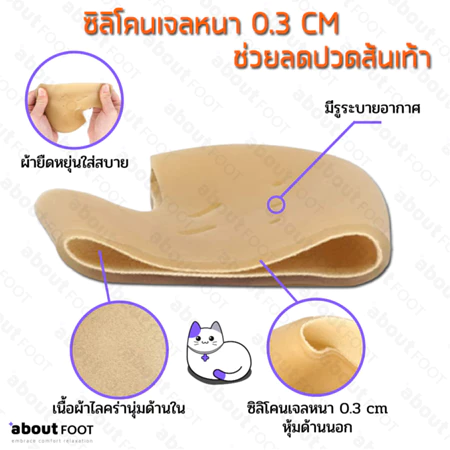 ซิลิโคนเจลหนา 0.3 CM
ช่วยลดปวดส้นเท้า
มีรูระบายอากาศ
ผ้ายืดหยุ่นใส่สบาย
เนื้อผ้าไลคร่านุ่มด้านใน
ซิลิโคนเจลหนา 0.3 cm
หุ้มด้านนอก
about FOOT
embrace comfort-relaxation